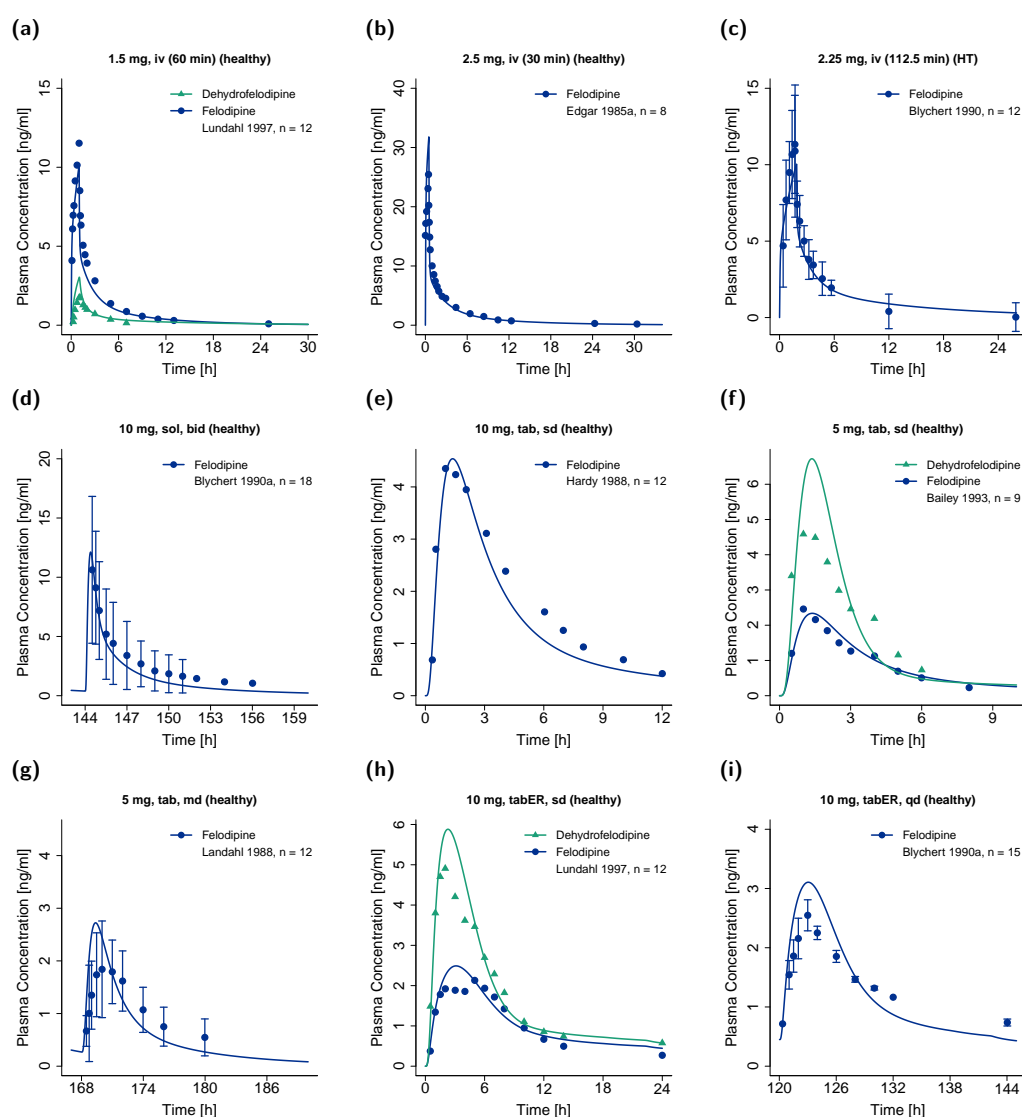 (a)
1.5 mg, iv (60 min) (healthy)
Plasma Concentration [ng/ml]
15
10
5
0
Dehydrofelodipine
Felodipine
Lundahl 1997, n = 12
0 6 12 18 24 30
Time [h]
(b)
2.5 mg, iv (30 min) (healthy)
Plasma Concentration [ng/ml]
40
30
20
10
0
Felodipine
Edgar 1985a, n = 8
0 6 12 18 24 30
Time [h]
(c)
2.25 mg, iv (112.5 min) (HT)
Plasma Concentration [ng/ml]
15
10
5
0
Felodipine
Blychert 1990, n = 12
0 6 12 18 24
Time [h]
(d)
10 mg, sol, bid (healthy)
Plasma Concentration [ng/ml]
20
15
10
5
0
Felodipine
Blychert 1990a, n = 18
144 147 150 153 156 159
Time [h]
(e)
10 mg, tab, sd (healthy)
Plasma Concentration [ng/ml]
4
3
2
1
0
Felodipine
Hardy 1988, n = 12
0 3 6 9 12
Time [h]
(f)
5 mg, tab, sd (healthy)
Plasma Concentration [ng/ml]
6
5
4
3
2
1
0
Dehydrofelodipine
Felodipine
Bailey 1993, n = 9
0 3 6 9
Time [h]
(g)
5 mg, tab, md (healthy)
Plasma Concentration [ng/ml]
4
3
2
1
0
Felodipine
Landahl 1988, n = 12
168 174 180 186
Time [h]
(h)
10 mg, tabER, sd (healthy)
Plasma Concentration [ng/ml]
6
5
4
3
2
1
0
Dehydrofelodipine
Felodipine
Lundahl 1997, n = 12
0 6 12 18 24
Time [h]
(i)
10 mg, tabER, qd (healthy)
Plasma Concentration [ng/ml]
4
3
2
1
0
Felodipine
Blychert 1990a, n = 15
120 126 132 138 144
Time [h]